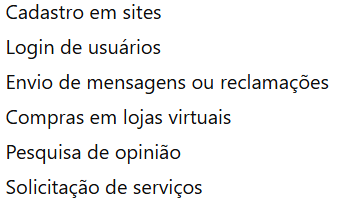 Cadastro em sites
Login de usuários
Envio de mensagens ou reclamações
Compras em lojas virtuais
Pesquisa de opinião
Solicitação de serviços